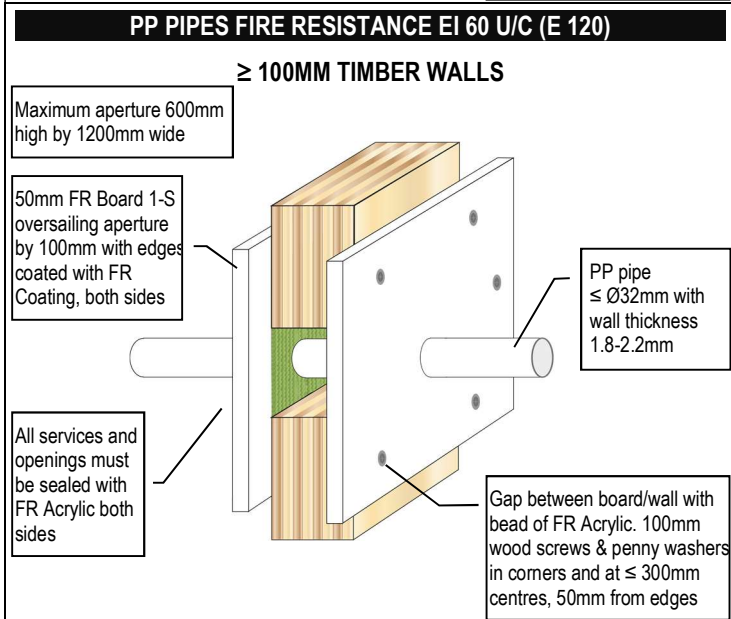 PP PIPES FIRE RESISTANCE EI 60 U/C (E 120)
≥ 100MM TIMBER WALLS
Maximum aperture 600mm
high by 1200mm wide
50mm FR Board 1-S
oversailing aperture
by 100mm with edges
coated with FR
Coating, both sides
PP pipe
≤ Ø32mm with
wall thickness
1.8-2.2mm
All services and
openings must
be sealed with
FR Acrylic both
sides
Gap between board/wall with
bead of FR Acrylic. 100mm
wood screws & penny washers
in corners and at ≤ 300mm
centres, 50mm from edges